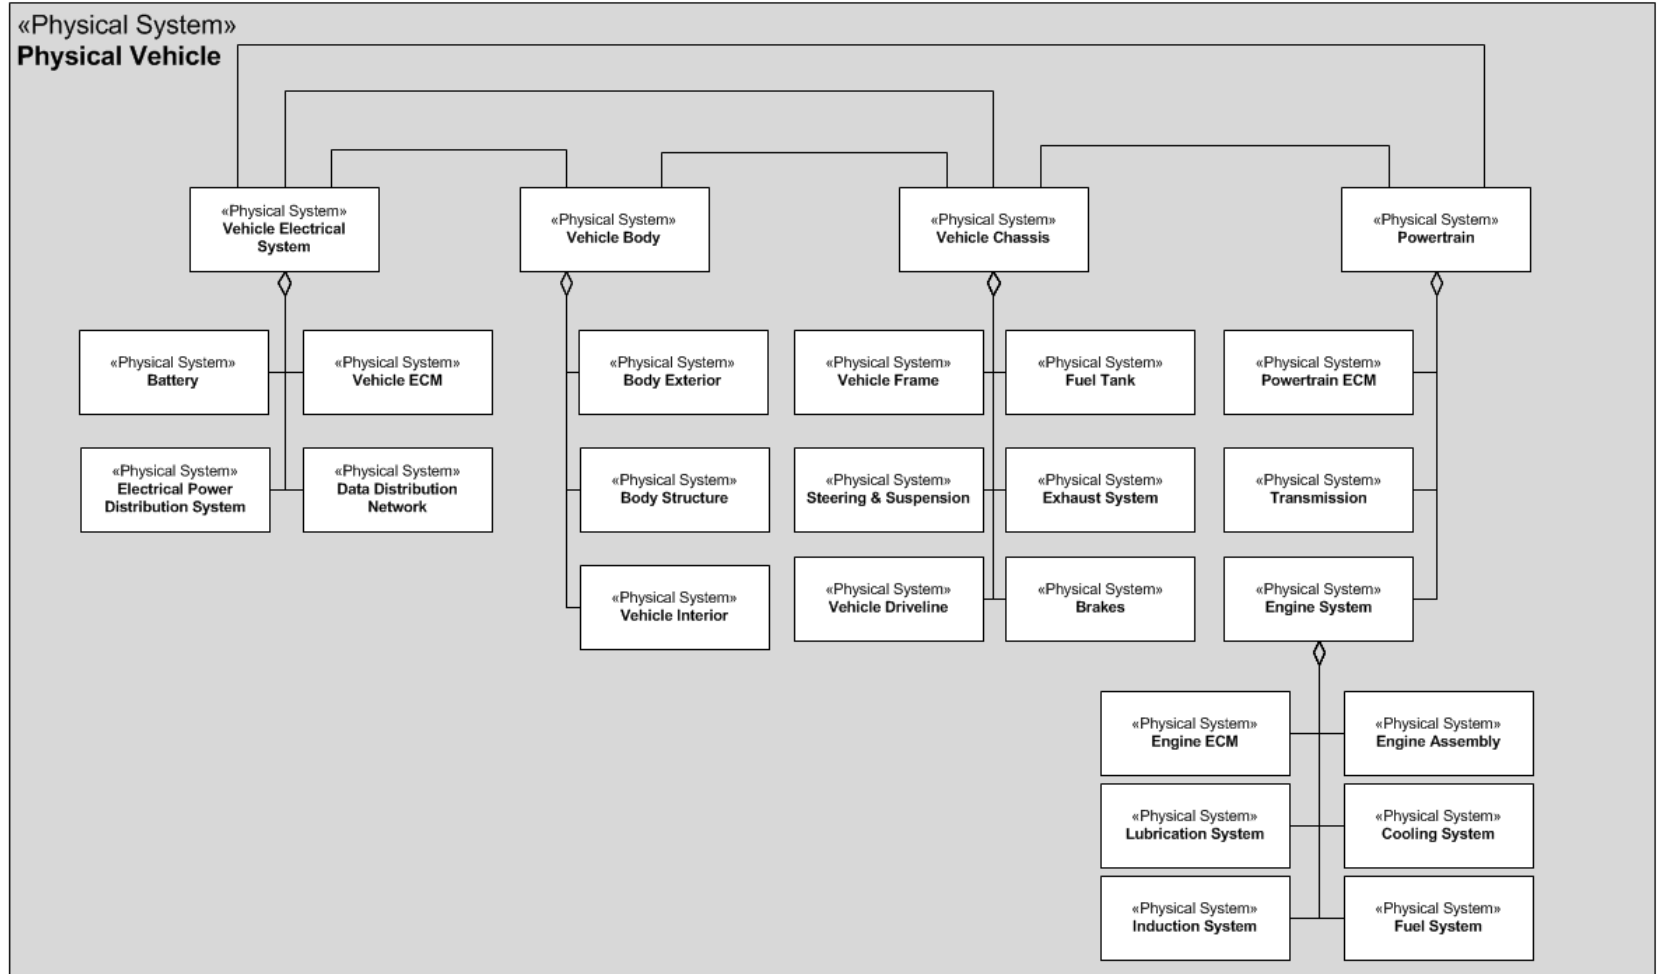 «Physical System»
Physical Vehicle
«Physical System»
Vehicle Electrical
System
«Physical System»
Vehicle Body
«Physical System»
Vehicle Chassis
«Physical System»
Powertrain
«Physical System»
Battery
«Physical System»
Vehicle ECM
«Physical System»
Body Exterior
«Physical System»
Vehicle Frame
«Physical System»
Fuel Tank
«Physical System»
Powertrain ECM
«Physical System»
Electrical Power
Distribution System
«Physical System»
Data Distribution
Network
«Physical System»
Body Structure
«Physical System»
Steering & Suspension
«Physical System»
Exhaust System
«Physical System»
Transmission
«Physical System»
Vehicle Interior
«Physical System»
Vehicle Driveline
«Physical System»
Brakes
«Physical System»
Engine System
«Physical System»
Engine ECM
«Physical System»
Engine Assembly
«Physical System»
Lubrication System
«Physical System»
Cooling System
«Physical System»
Induction System
«Physical System»
Fuel System